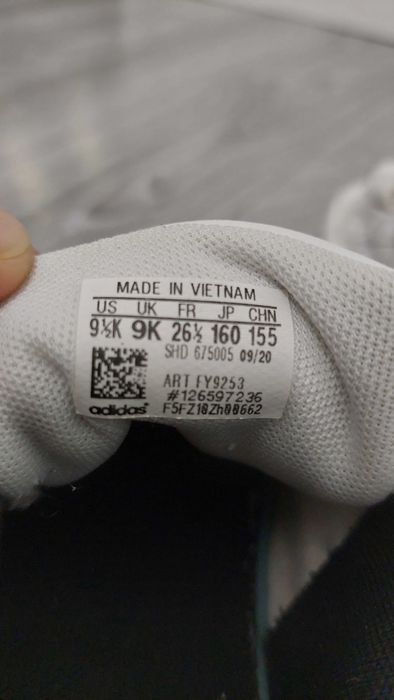 MADE IN VIETNAM
US UK FR JP CHN
9½K 9K 26½ 160 155
SHD 675005 09/20
ART FY9253
#126597236
adidas F5FZ18Zh00662